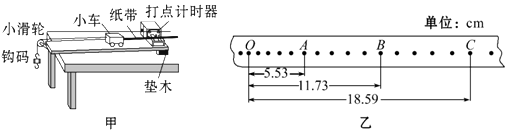 小滑轮
小车
纸带
打点计时器
钩码
垫木
甲
单位：cm
O A B C
5.53
11.73
18.59
乙